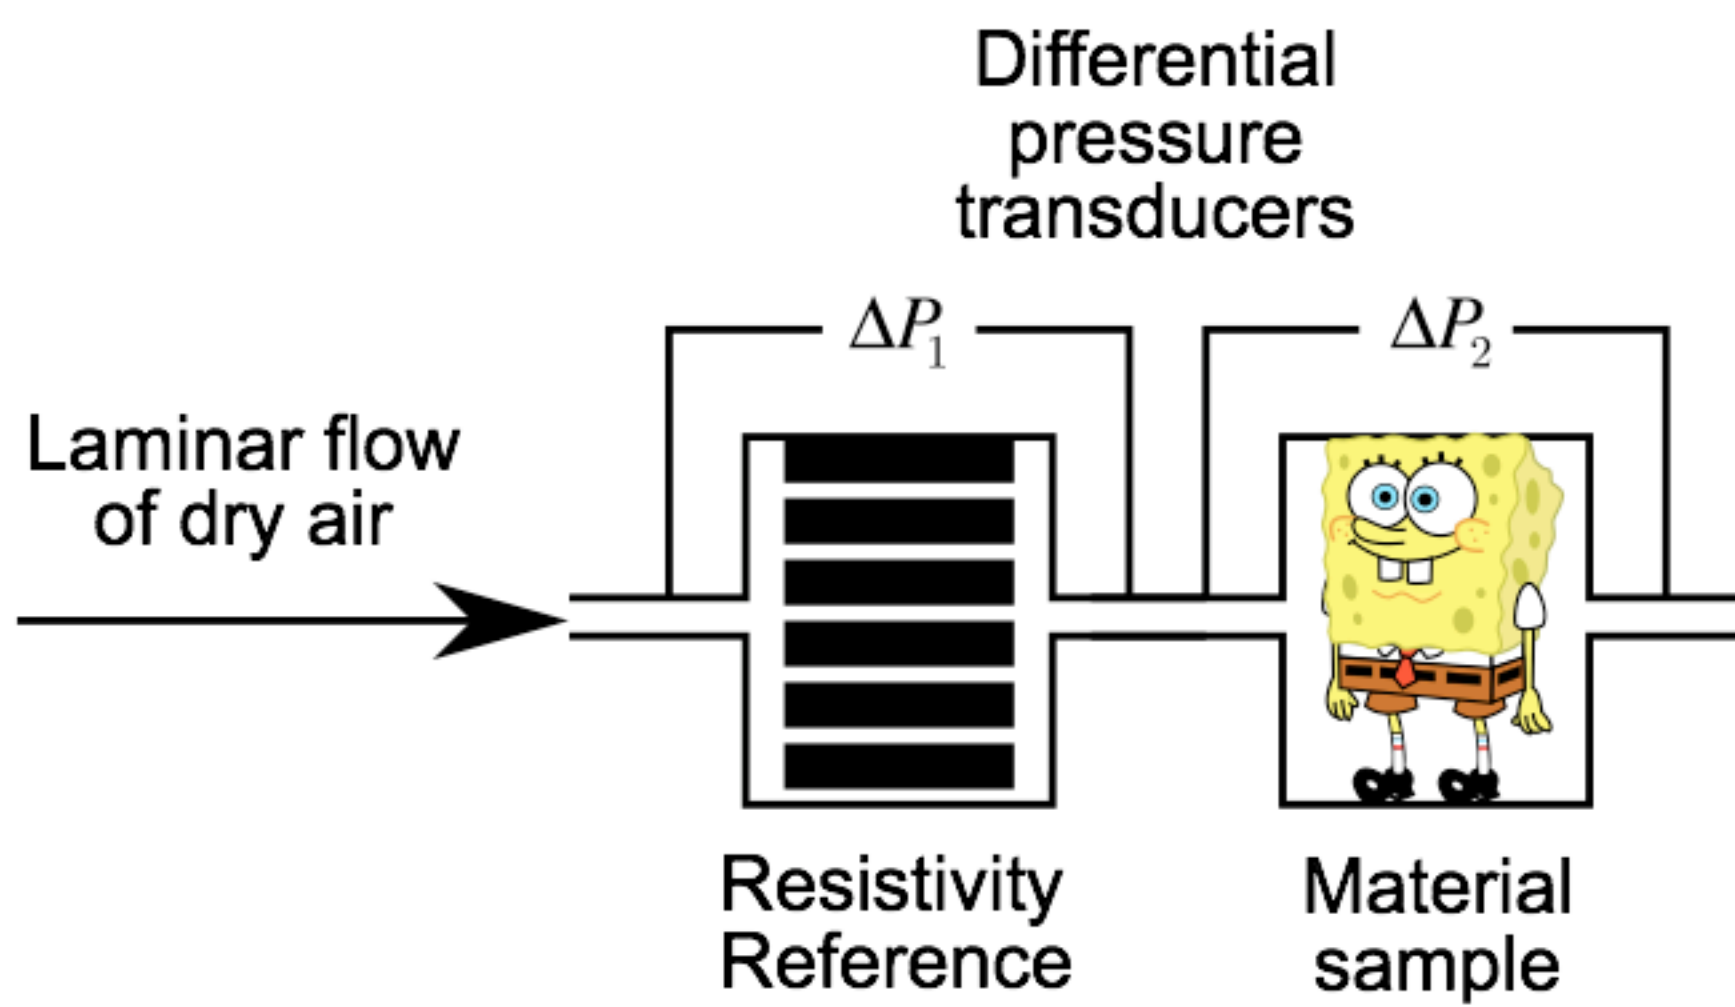 Differential
pressure
transducers
ΔP₁
ΔP₂
Laminar flow
of dry air
Resistivity
Reference
Material
sample